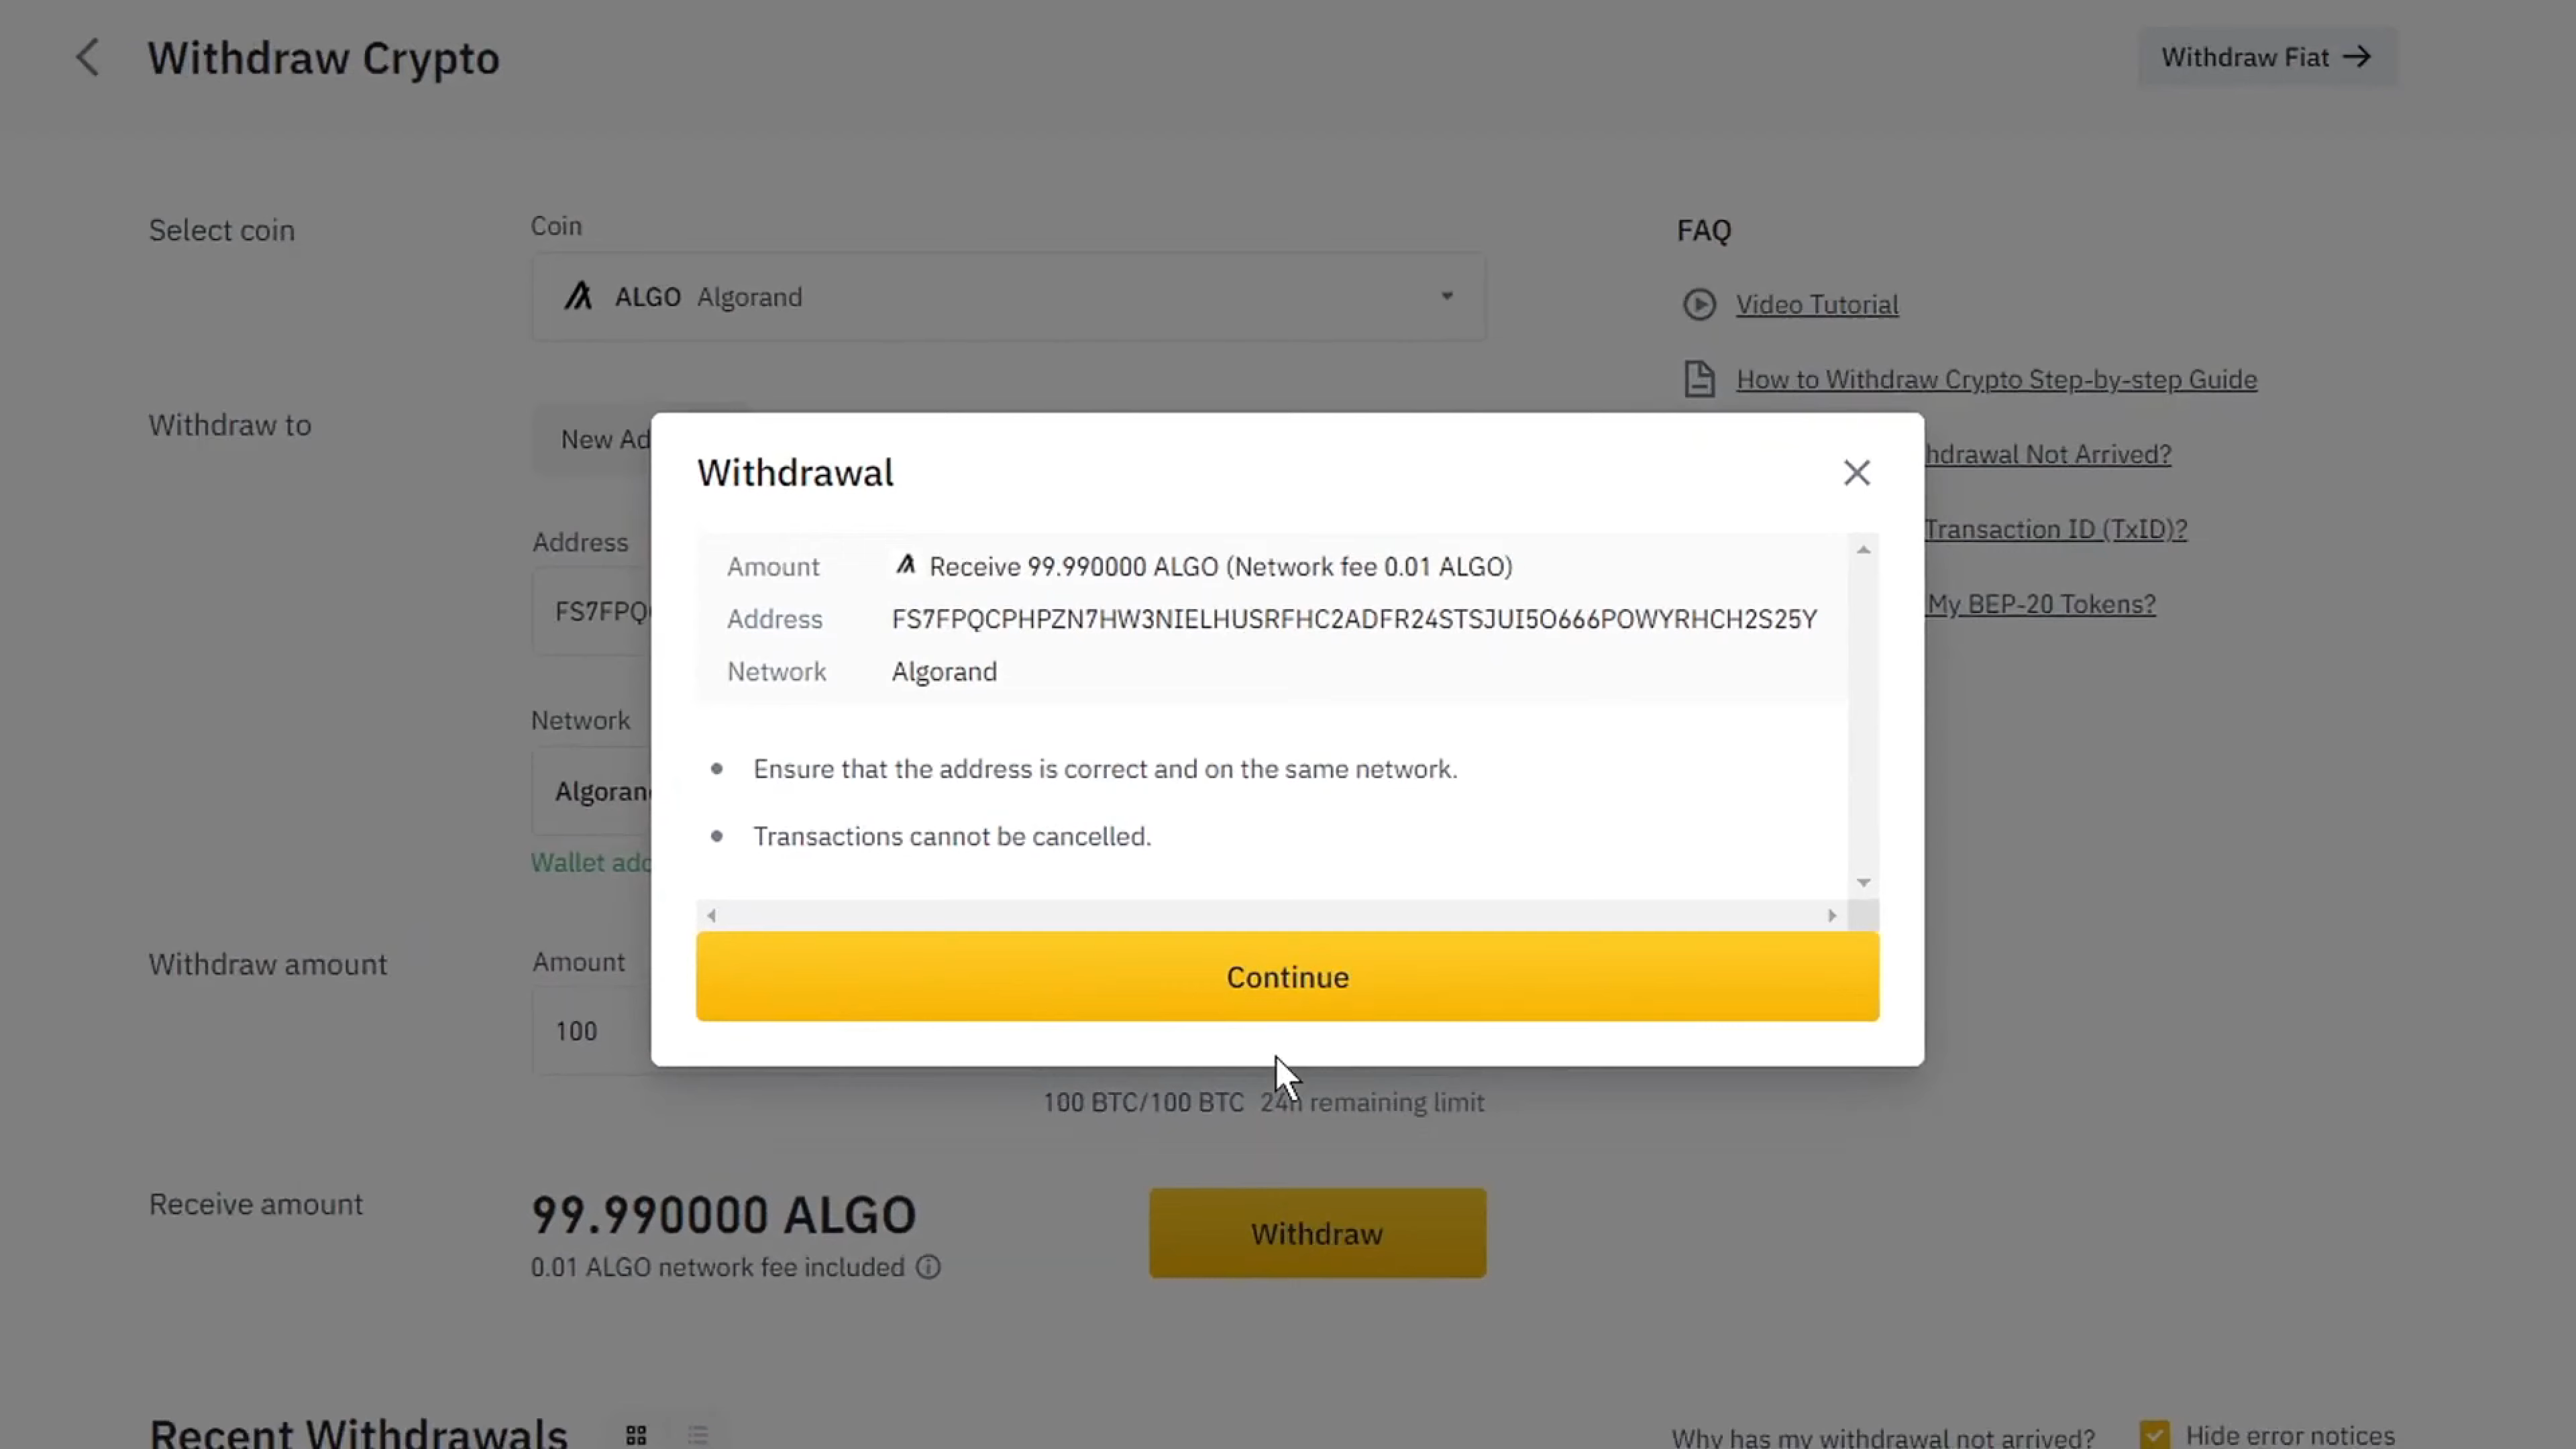 Withdraw Crypto
Withdraw Fiat
Select coin
Coin
ALGO Algorand
FAQ
Video Tutorial
How to Withdraw Crypto Step-by-step Guide
Withdraw to
New Ad
hdrawal Not Arrived?
Transaction ID (TxID)?
My BEP-20 Tokens?
Address
FS7FPQ
Network
Algoran
Wallet add
Withdrawal
Amount Receive 99.990000 ALGO (Network fee 0.01 ALGO)
Address FS7FPQCPHPZN7HW3NIELHUSRFHC2ADFR24STSJUI5O666POWYRHCH2S25Y
Network Algorand
Ensure that the address is correct and on the same network.
Transactions cannot be cancelled.
Continue
Withdraw amount
Amount
100
100 BTC/100 BTC 24h remaining limit
Receive amount
99.990000 ALGO
0.01 ALGO network fee included
Withdraw
Recent Withdrawals
Why has my withdrawal not arrived?
Hide error notices